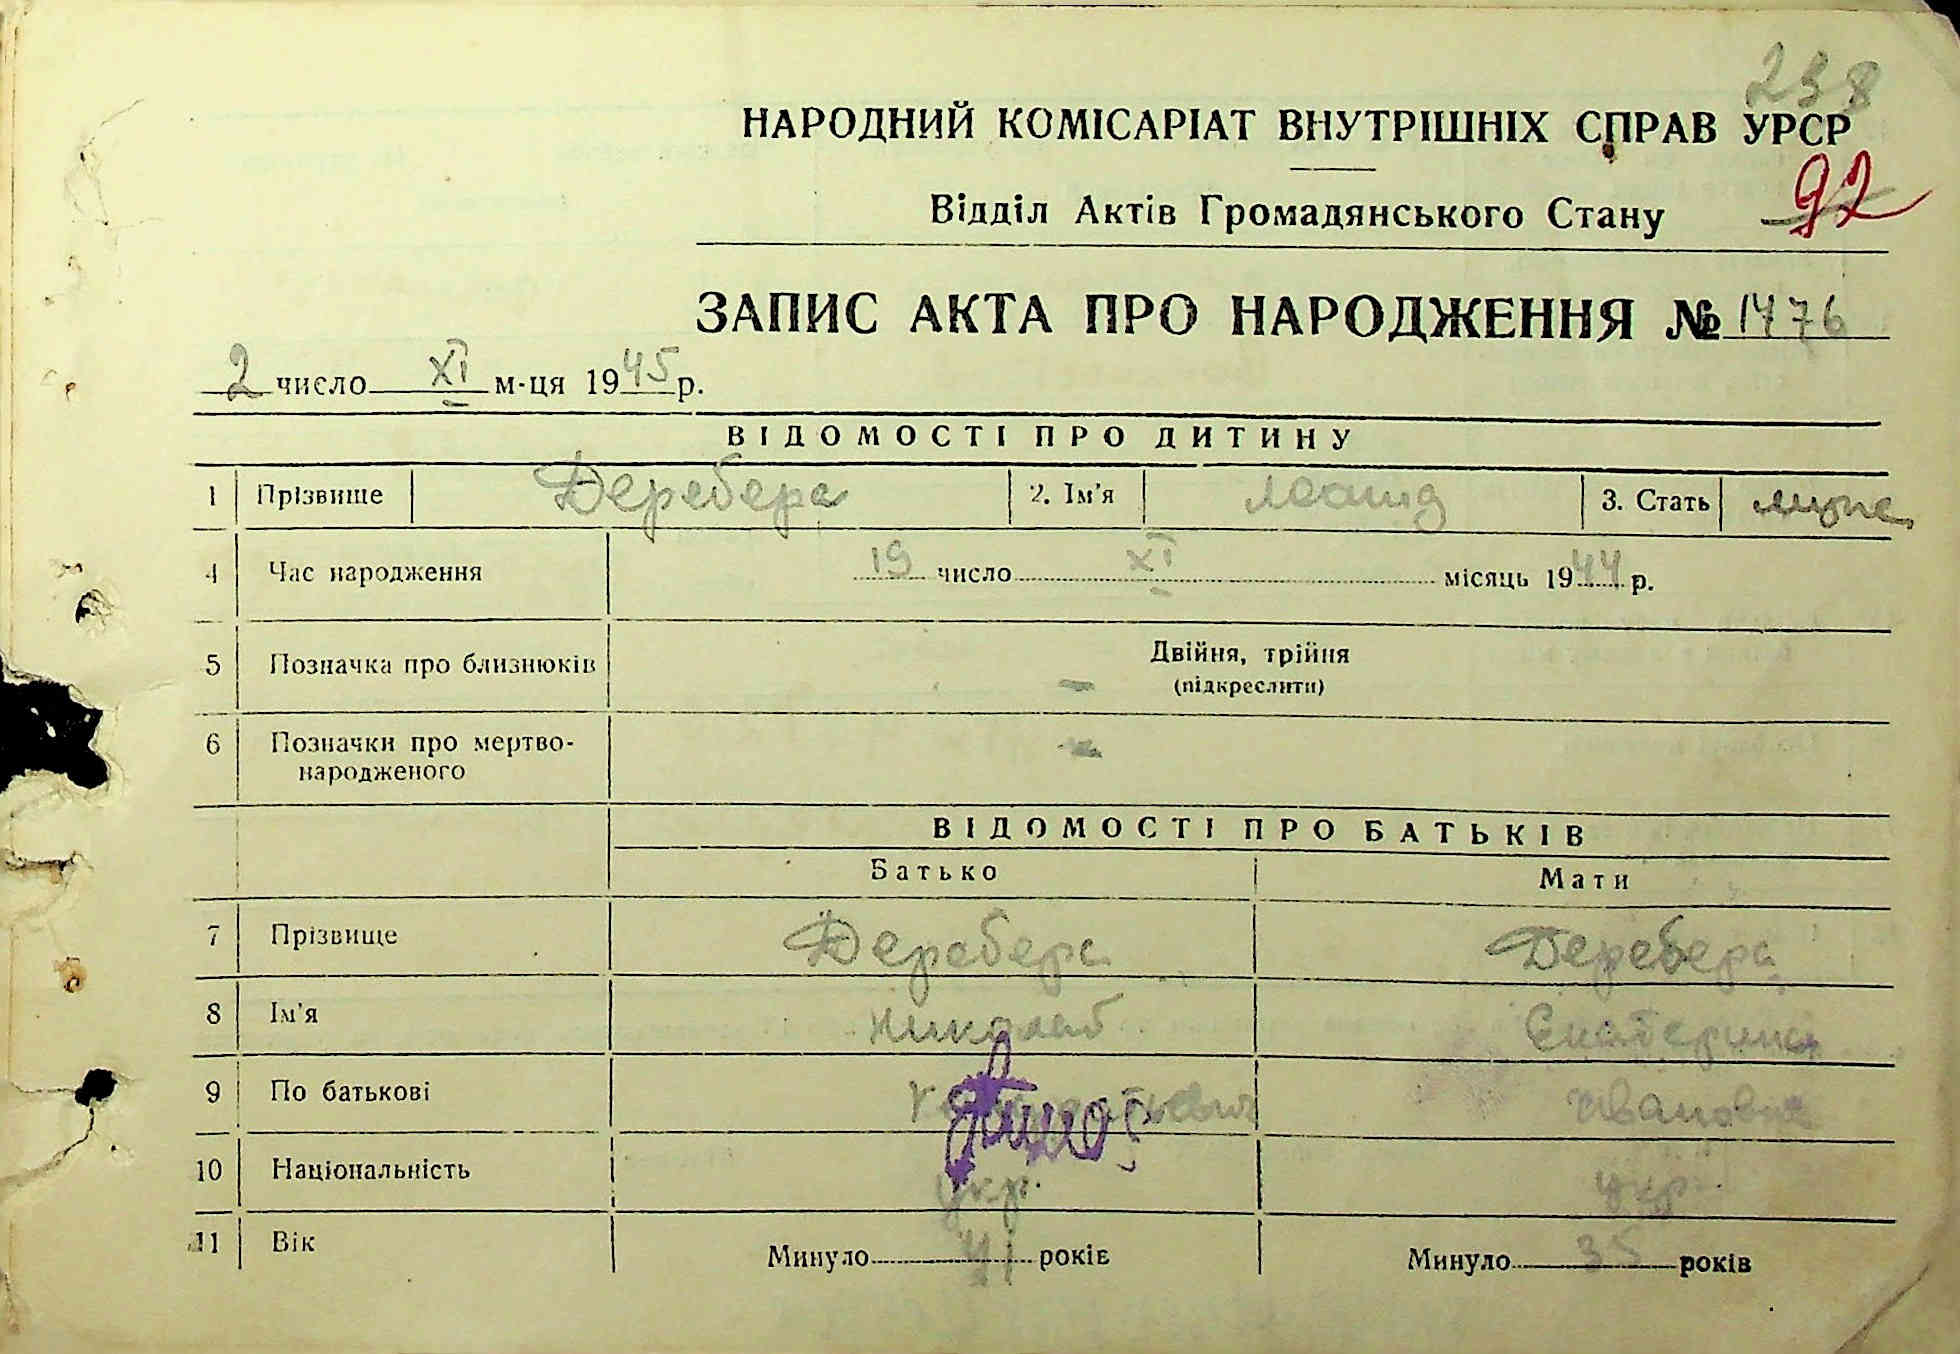 238
НАРОДНИЙ КОМІСАРІАТ ВНУТРІШНІХ СПРАВ УРСР
92
Відділ Актів Громадянського Стану
ЗАПИС АКТА ПРО НАРОДЖЕННЯ № 1476
2 число XI м-ця 1945 р.
ВІДОМОСТІ ПРО ДИТИНУ
1 Прізвище Деребера 2. Ім'я Леонид 3. Стать муж
4 Час народження 19 число XI місяць 1944 р.
5 Позначка про близнюків - Двійня, трійня
(підкреслити)
6 Позначки про мертво-
народженого -
ВІДОМОСТІ ПРО БАТЬКІВ
Батько Мати
7 Прізвище Деребера Деребера
8 Ім'я Николай Екатерина
9 По батькові Ивановна
10 Національність укр. укр.
11 Вік Минуло 41 років Минуло 35 років